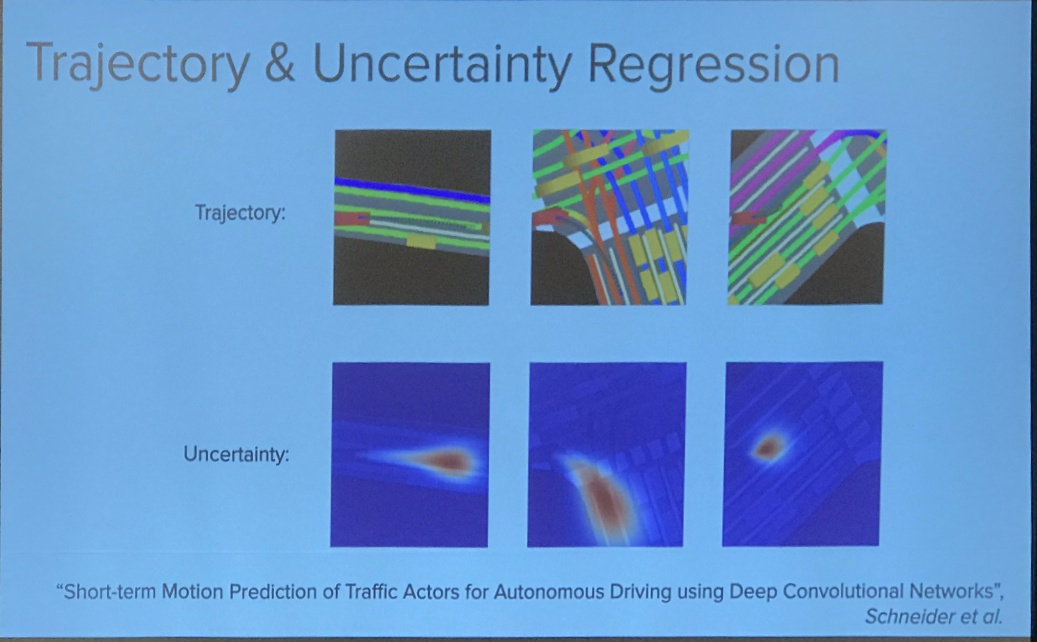 Trajectory & Uncertainty Regression
Trajectory:
Uncertainty:
“Short-term Motion Prediction of Traffic Actors for Autonomous Driving using Deep Convolutional Networks”,
Schneider et al.